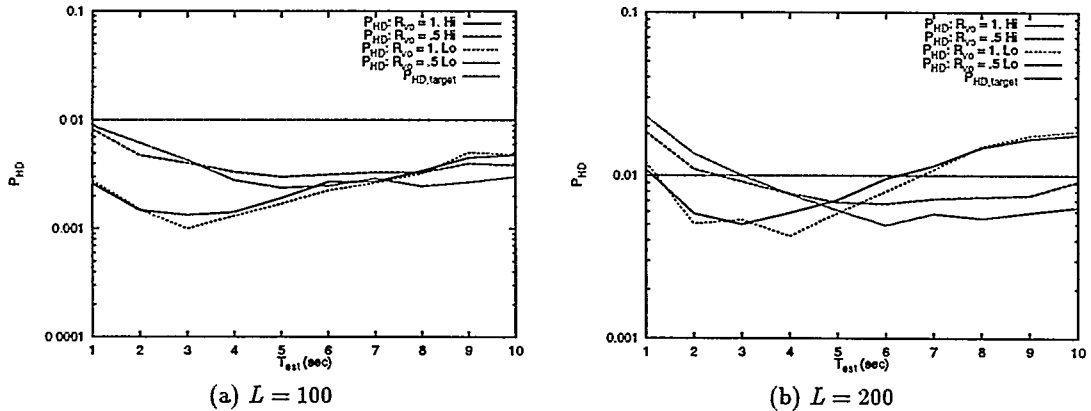 0.1
P_HD: R_vo = 1. Hi
P_HD: R_vo = .5 Hi
P_HD: R_vo = 1. Lo
P_HD: R_vo = .5 Lo
P_HD,target
0 01
P_HD
0.001
0 0001
1 2 3 4 5 6 7 8 9 10
T_est (sec)
(a) L = 100
0.1
P_HD: R_vo = 1. Hi
P_HD: R_vo = .5 Hi
P_HD: R_vo = 1. Lo
P_HD: R_vo = .5 Lo
P_HD,target
0.01
P_HD
0.001
1 2 3 4 5 6 7 8 9 10
T_est (sec)
(b) L = 200